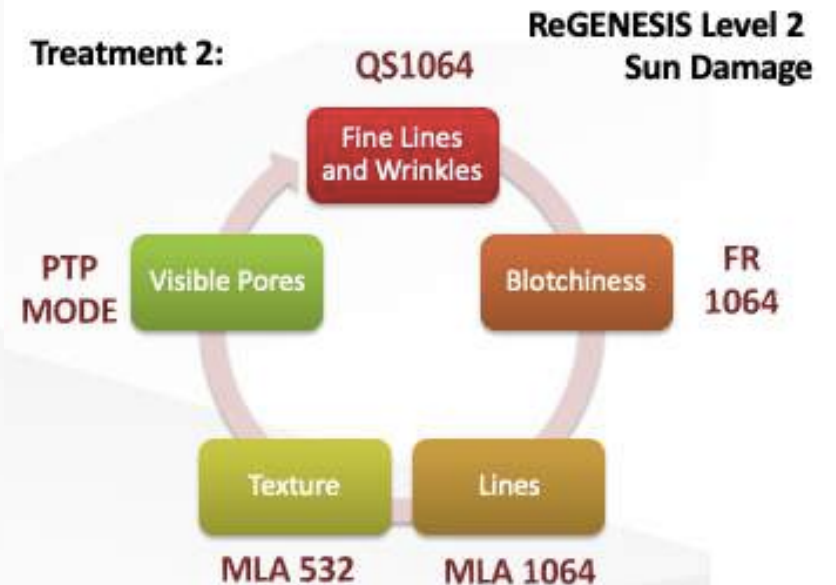 Treatment 2:
ReGENESIS Level 2
Sun Damage
QS1064
Fine Lines
and Wrinkles
Blotchiness
FR
1064
Lines
MLA 1064
Texture
MLA 532
Visible Pores
PTP
MODE